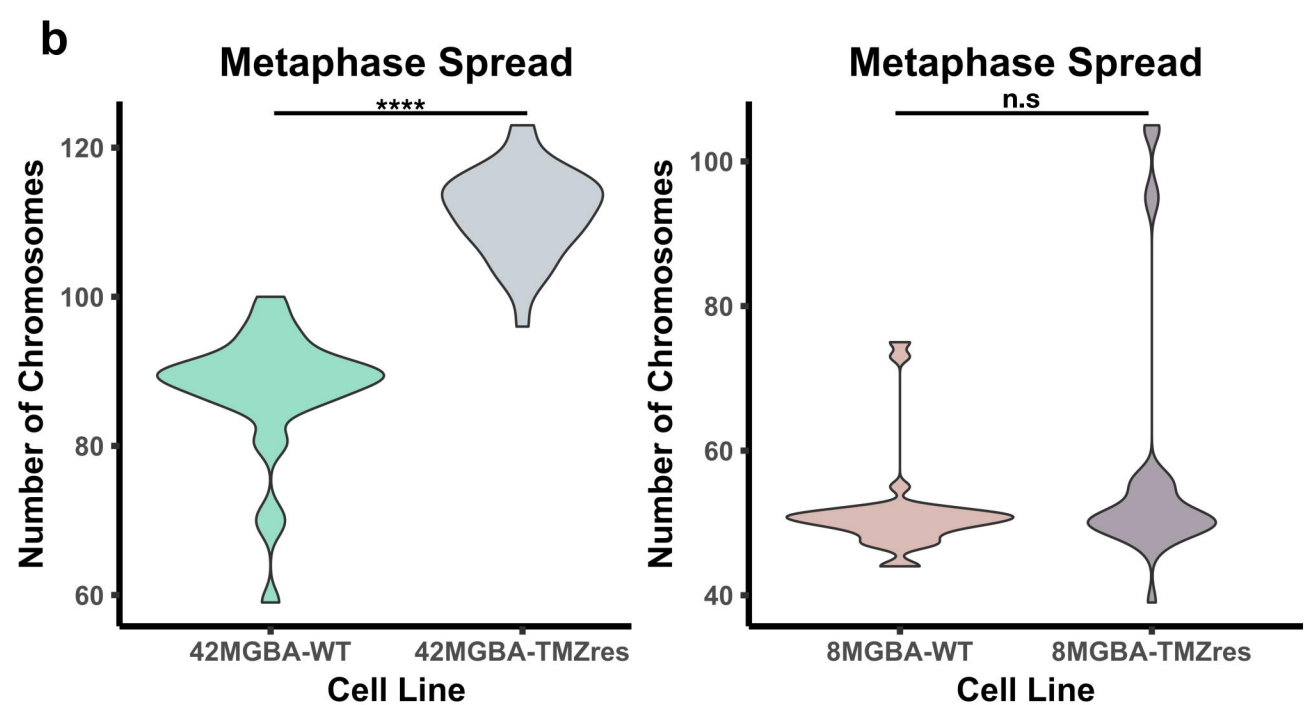 b
Metaphase Spread
****
Number of Chromosomes
120
100
80
60
42MGBA-WT
42MGBA-TMZres
Cell Line
Metaphase Spread
n.s
Number of Chromosomes
100
80
60
40
8MGBA-WT
8MGBA-TMZres
Cell Line